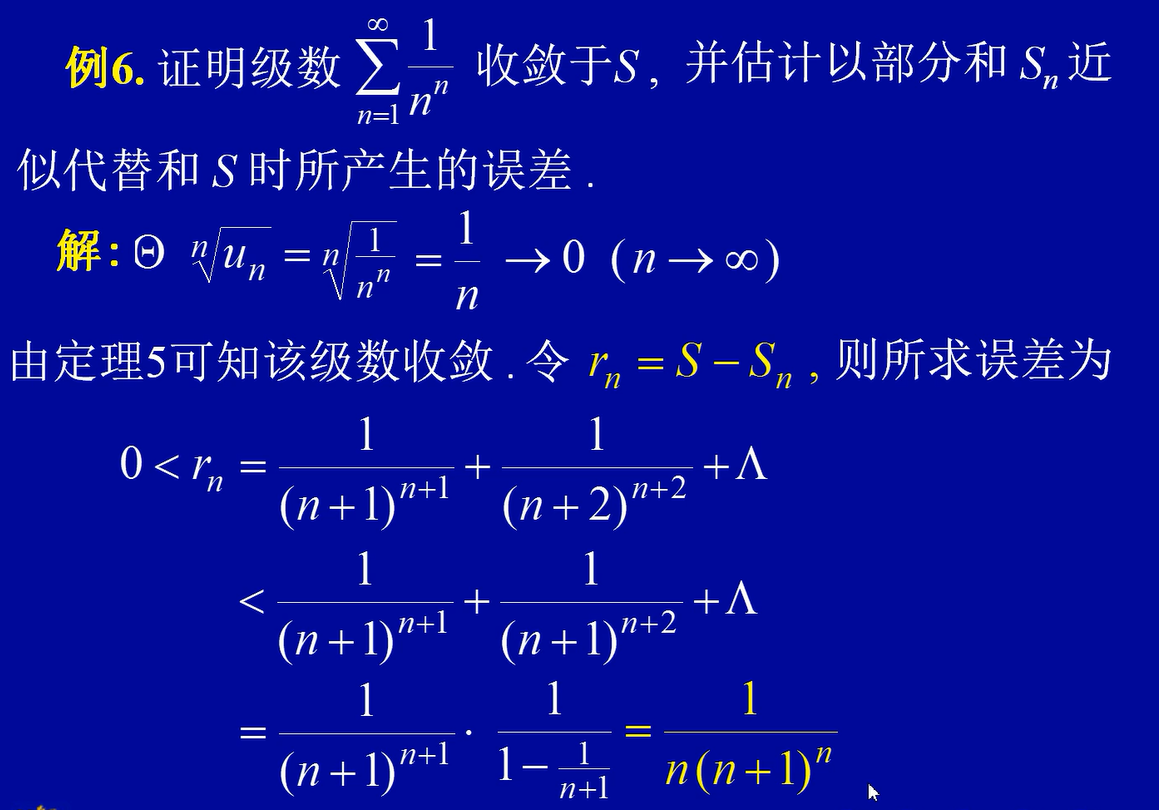 例6. 证明级数 $\sum_{n=1}^{\infty} \frac{1}{n^n}$ 收敛于S , 并估计以部分和 $S_n$ 近
似代替和 S 时所产生的误差 .
解: Θ $\sqrt[n]{u_n} = \sqrt[n]{\frac{1}{n^n}} = \frac{1}{n} \to 0 \ (n \to \infty)$
由定理5可知该级数收敛 . 令 $r_n = S - S_n$ , 则所求误差为
$0 < r_n = \frac{1}{(n+1)^{n+1}} + \frac{1}{(n+2)^{n+2}} + Λ$
$< \frac{1}{(n+1)^{n+1}} + \frac{1}{(n+1)^{n+2}} + Λ$
$= \frac{1}{(n+1)^{n+1}} \cdot \frac{1}{1-\frac{1}{n+1}} = \frac{1}{n(n+1)^n}$